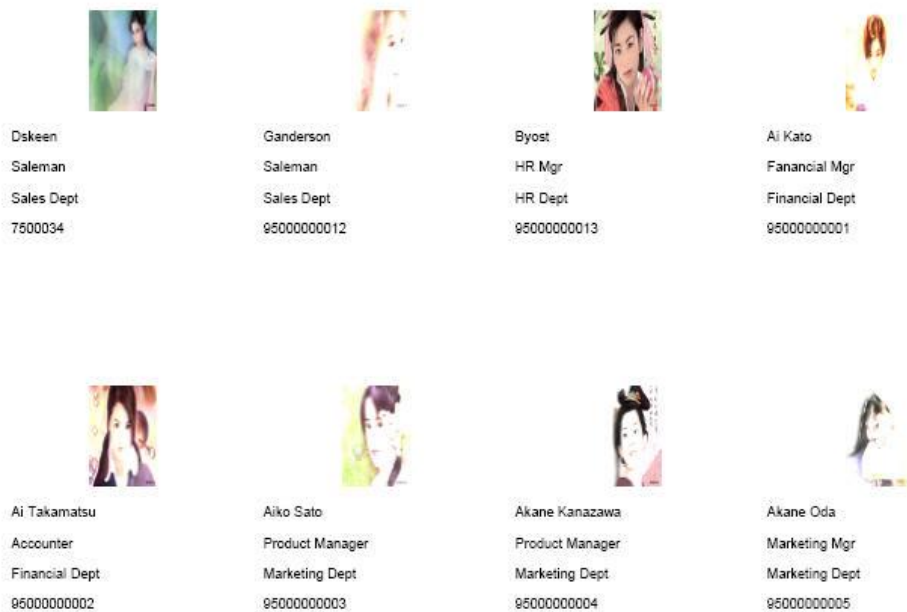 Dskeen
Saleman
Sales Dept
7500034
Ganderson
Saleman
Sales Dept
95000000012
Byost
HR Mgr
HR Dept
95000000013
Ai Kato
Fanancial Mgr
Financial Dept
95000000001
Ai Takamatsu
Accounter
Financial Dept
95000000002
Aiko Sato
Product Manager
Marketing Dept
95000000003
Akane Kanazawa
Product Manager
Marketing Dept
95000000004
Akane Oda
Marketing Mgr
Marketing Dept
95000000005